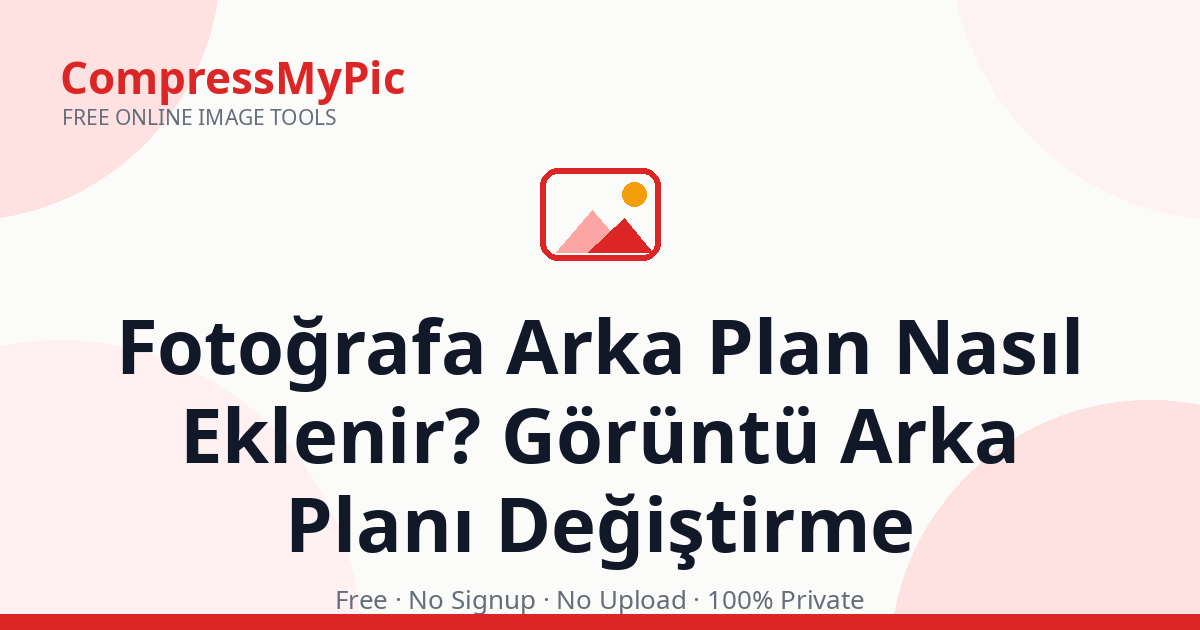 CompressMyPic
FREE ONLINE IMAGE TOOLS
Fotoğrafa Arka Plan Nasıl
Eklenir? Görüntü Arka
Planı Değiştirme
Free · No Signup · No Upload · 100% Private